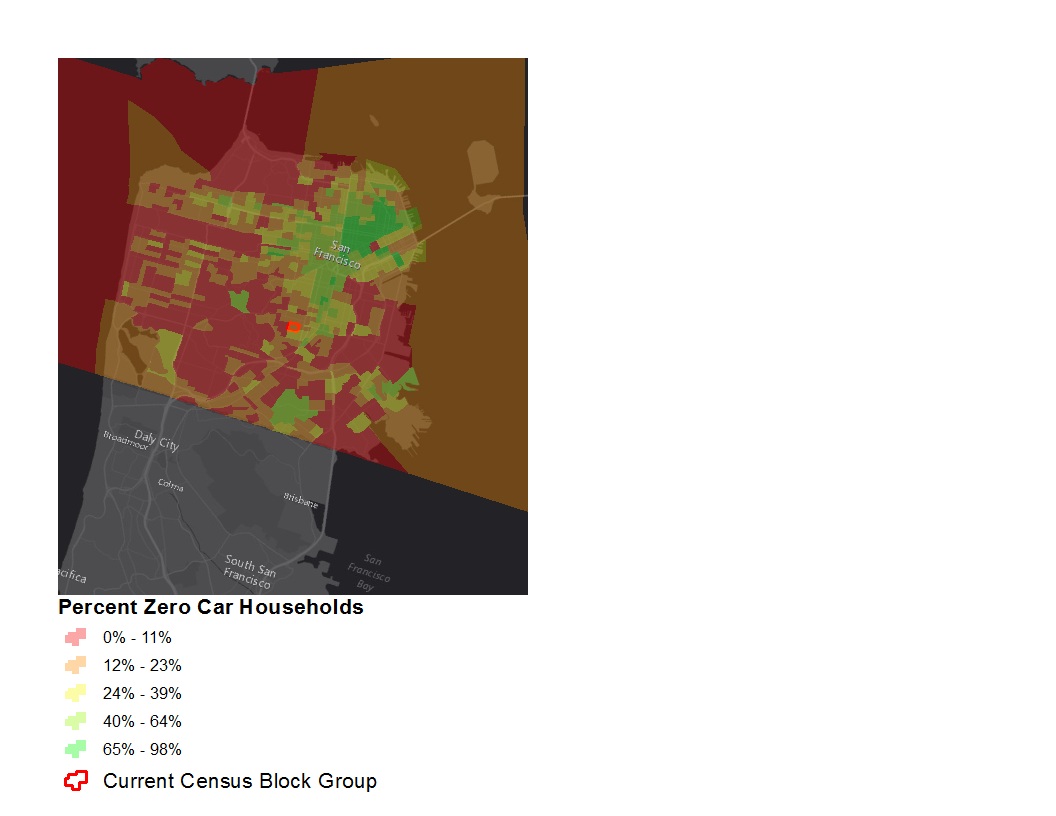 San
Francisco
Daly City
Broadmoor
Colma
Brisbane
South San
Francisco
San
Francisco
Bay
acifica
Percent Zero Car Households
0% - 11%
12% - 23%
24% - 39%
40% - 64%
65% - 98%
Current Census Block Group